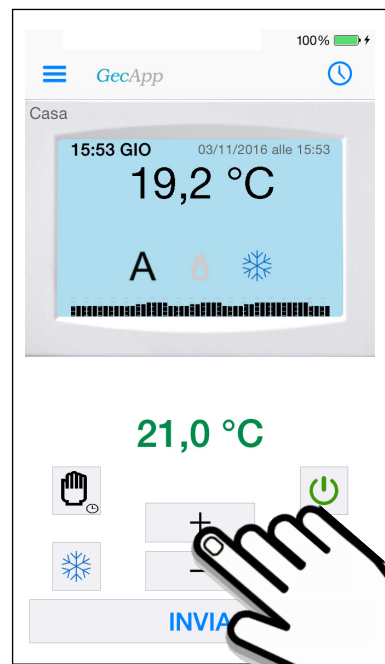 100%
GecApp
Casa
15:53 GIO 03/11/2016 alle 15:53
19,2 °C
A
21,0 °C
+
−
INVIA